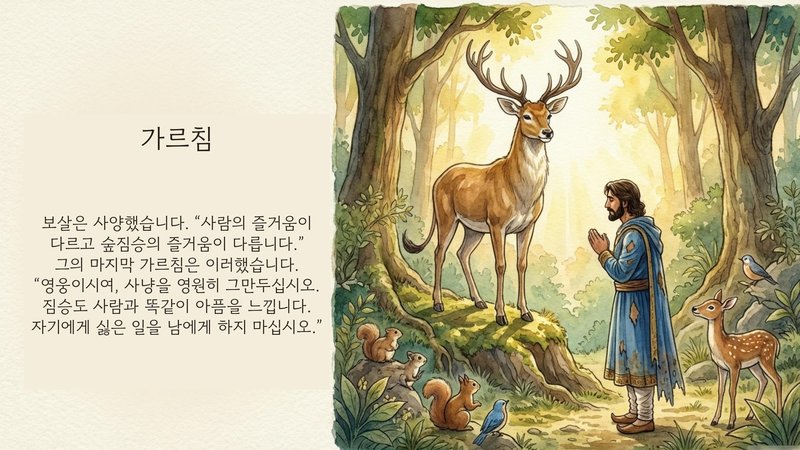 가르침
보살은 사양했습니다. “사람의 즐거움이
다르고 숲짐승의 즐거움이 다릅니다.”
그의 마지막 가르침은 이러했습니다.
“영웅이시여, 사냥을 영원히 그만두십시오.
짐승도 사람과 똑같이 아픔을 느낍니다.
자기에게 싫은 일을 남에게 하지 마십시오.”